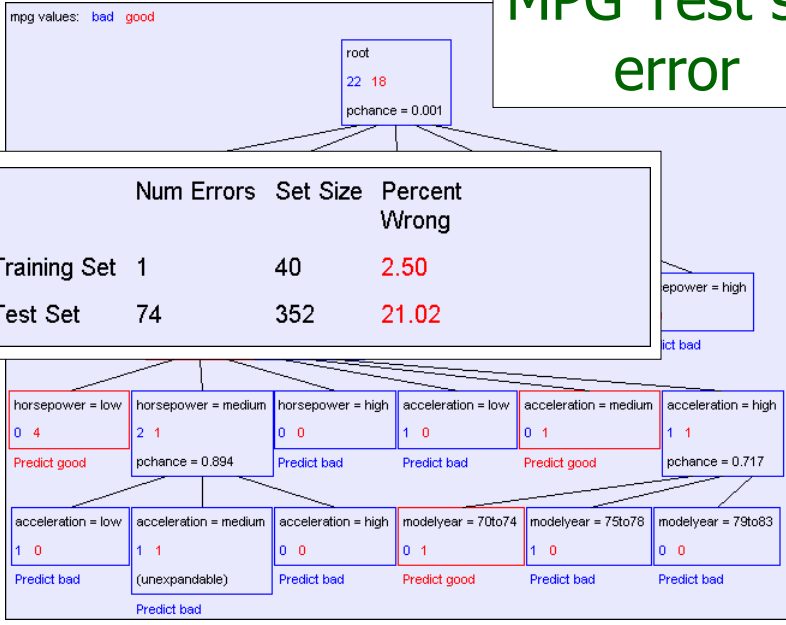 MPG Test s
error
mpg values: bad good
root
22 18
pchance = 0.001
Num Errors Set Size Percent Wrong
Training Set 1 40 2.50
Test Set 74 352 21.02
epower = high
ict bad
horsepower = low
0 4
Predict good
horsepower = medium
2 1
pchance = 0.894
horsepower = high
0 0
Predict bad
acceleration = low
1 0
Predict bad
acceleration = medium
0 1
Predict good
acceleration = high
1 1
pchance = 0.717
acceleration = low
1 0
Predict bad
acceleration = medium
1 1
(unexpandable)
Predict bad
acceleration = high
0 0
Predict bad
modelyear = 70to74
0 1
Predict good
modelyear = 75to78
1 0
Predict bad
modelyear = 79to83
0 0
Predict bad